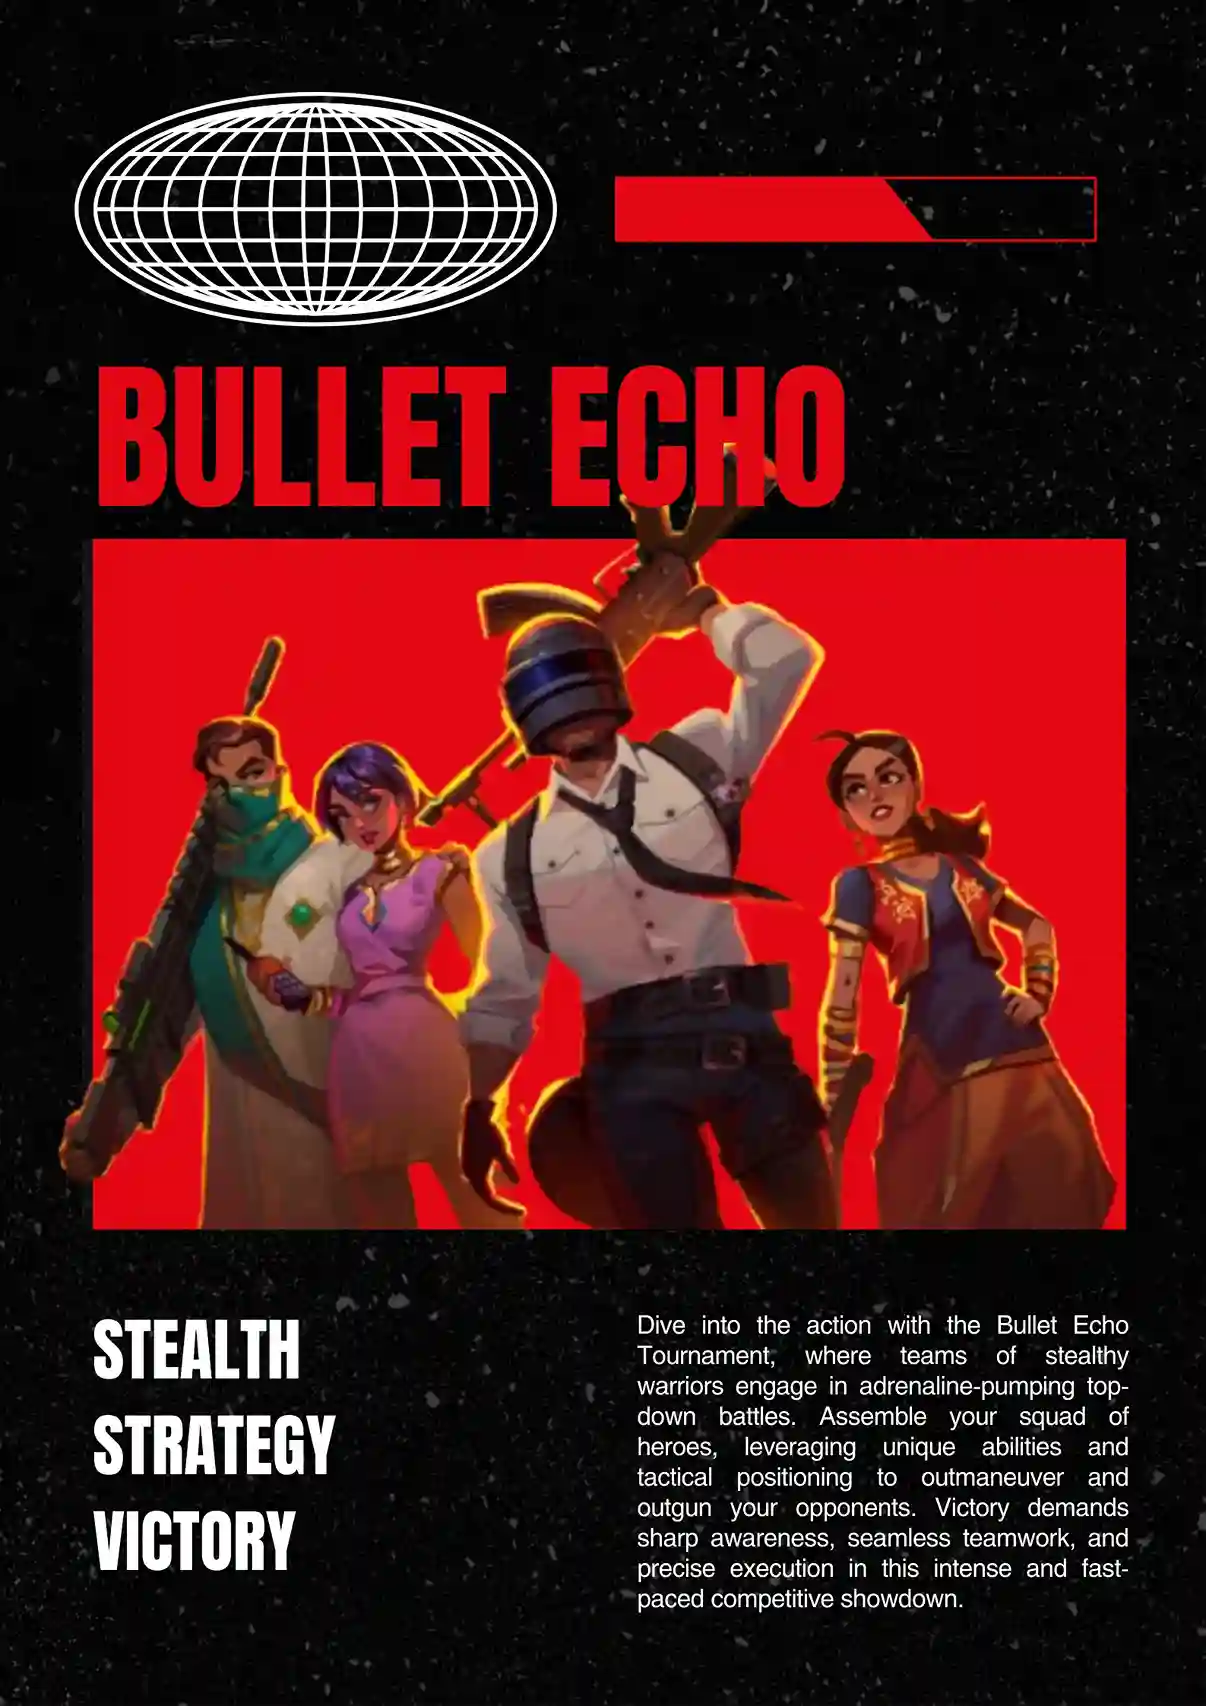 BULLET ECHO
STEALTH
STRATEGY
VICTORY
Dive into the action with the Bullet Echo
Tournament, where teams of stealthy
warriors engage in adrenaline-pumping top-
down battles. Assemble your squad of
heroes, leveraging unique abilities and
tactical positioning to outmaneuver and
outgun your opponents. Victory demands
sharp awareness, seamless teamwork, and
precise execution in this intense and fast-
paced competitive showdown.